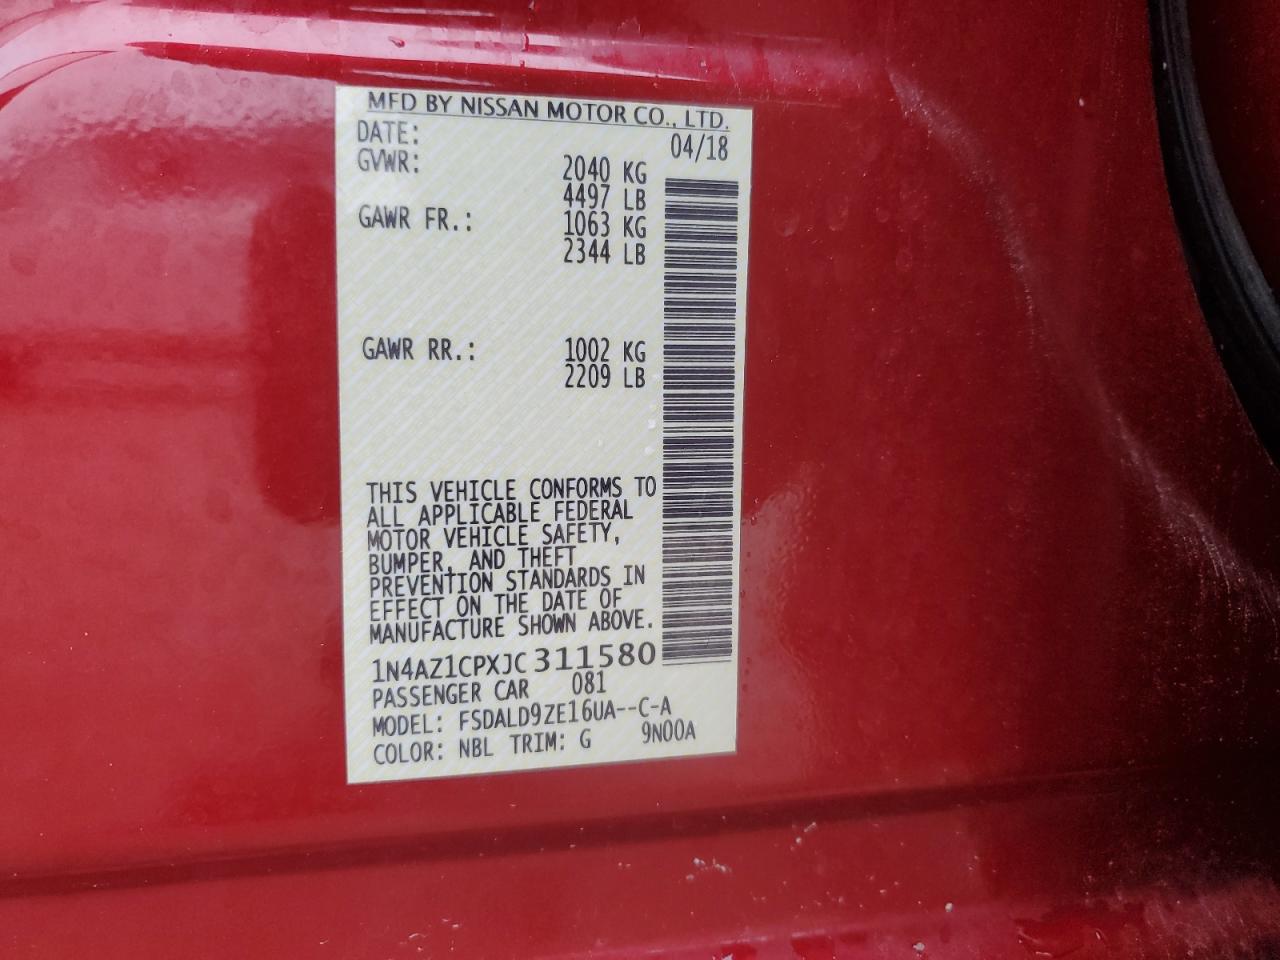 MFD BY NISSAN MOTOR CO., LTD.
DATE: 04/18
GVWR: 2040 KG
4497 LB
GAWR FR.: 1063 KG
2344 LB
GAWR RR.: 1002 KG
2209 LB
THIS VEHICLE CONFORMS TO
ALL APPLICABLE FEDERAL
MOTOR VEHICLE SAFETY,
BUMPER, AND THEFT
PREVENTION STANDARDS IN
EFFECT ON THE DATE OF
MANUFACTURE SHOWN ABOVE.
1N4AZ1CPXJC311580
PASSENGER CAR 081
MODEL: FSDALD9ZE16UA--C-A
COLOR: NBL TRIM: G 9N00A